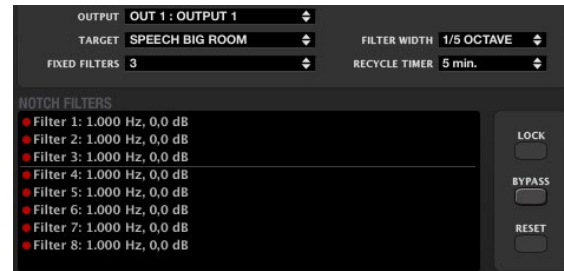 OUTPUT OUT 1 : OUTPUT 1
TARGET SPEECH BIG ROOM FILTER WIDTH 1/5 OCTAVE
FIXED FILTERS 3 RECYCLE TIMER 5 min.
NOTCH FILTERS
Filter 1: 1.000 Hz, 0,0 dB
Filter 2: 1.000 Hz, 0,0 dB
Filter 3: 1.000 Hz, 0,0 dB
Filter 4: 1.000 Hz, 0,0 dB
Filter 5: 1.000 Hz, 0,0 dB
Filter 6: 1.000 Hz, 0,0 dB
Filter 7: 1.000 Hz, 0,0 dB
Filter 8: 1.000 Hz, 0,0 dB
LOCK
BYPASS
RESET